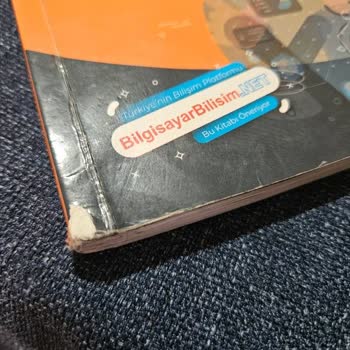 Türkiye'nin Bilişim Platformu
BilgisayarBilisim.NET
Bu Kitabı Öneriyor